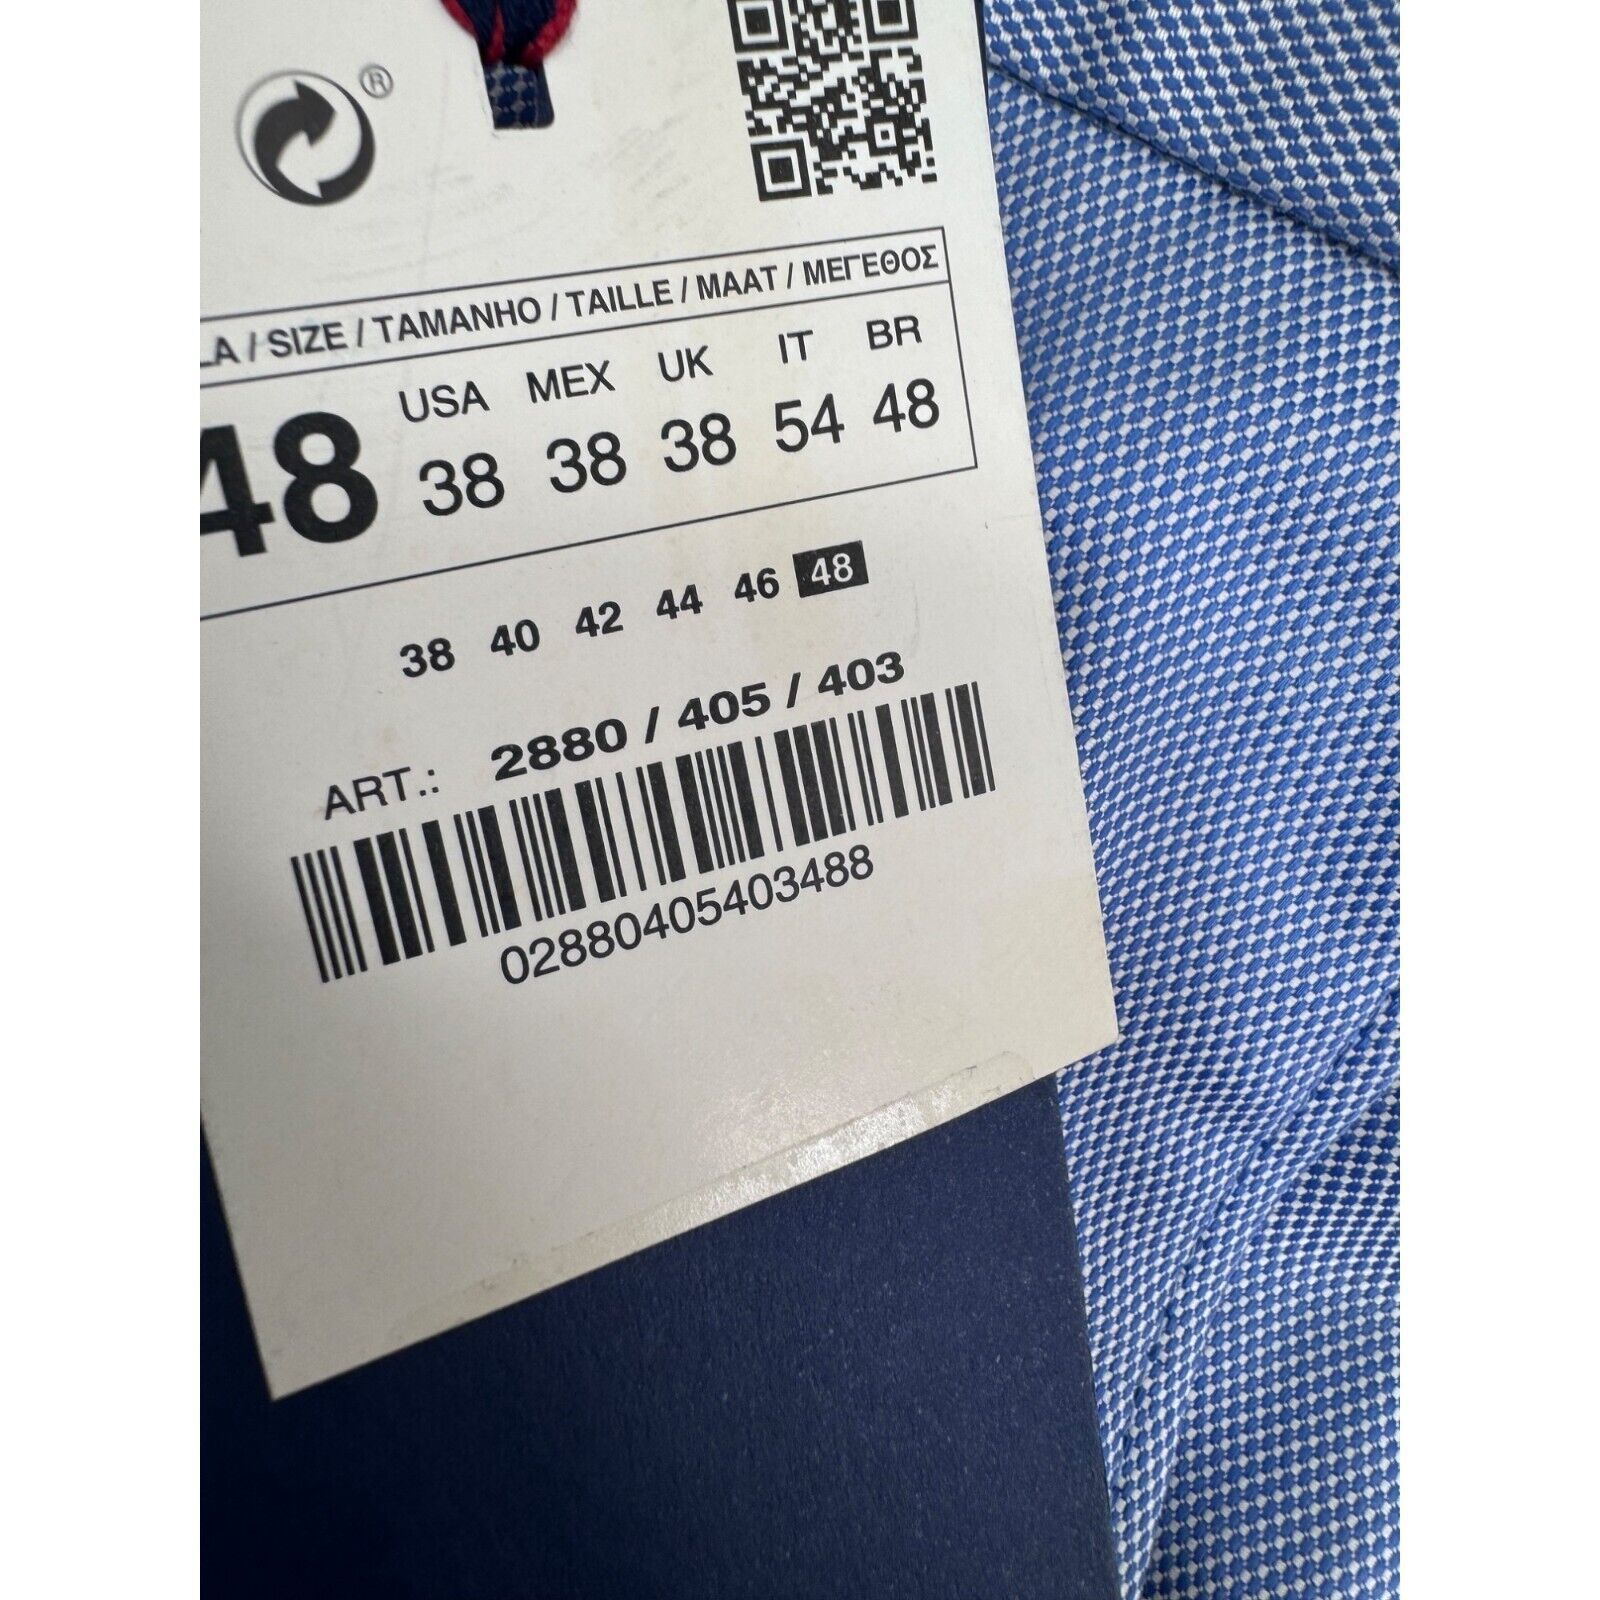 ®
LA / SIZE / TAMANHO / TAILLE / MAAT / ΜΕΓΕΘΟΣ
USA MEX UK IT BR
48 38 38 38 54 48
38 40 42 44 46 48
ART.: 2880 / 405 / 403
02880405403488